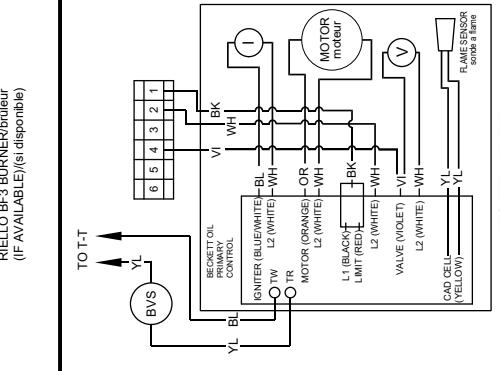 RIELLO BF3 BURNER/brûleur
(IF AVAILABLE)/(si disponible)
TO T-T
YL
BVS
YL
BL
6 5 4 3 2 1
BK
WH
VI
I
MOTOR
moteur
V
FLAME SENSOR
sonde a flame
BL
WH
OR
WH
BK
WH
VI
WH
YL
YL
BECKETT OIL
PRIMARY
CONTROL
TW
TR
IGNITER (BLUE/WHITE)
L2 (WHITE)
MOTOR (ORANGE)
L2 (WHITE)
L1 (BLACK)
LIMIT (RED)
L2 (WHITE)
VALVE (VIOLET)
L2 (WHITE)
CAD CELL
(YELLOW)